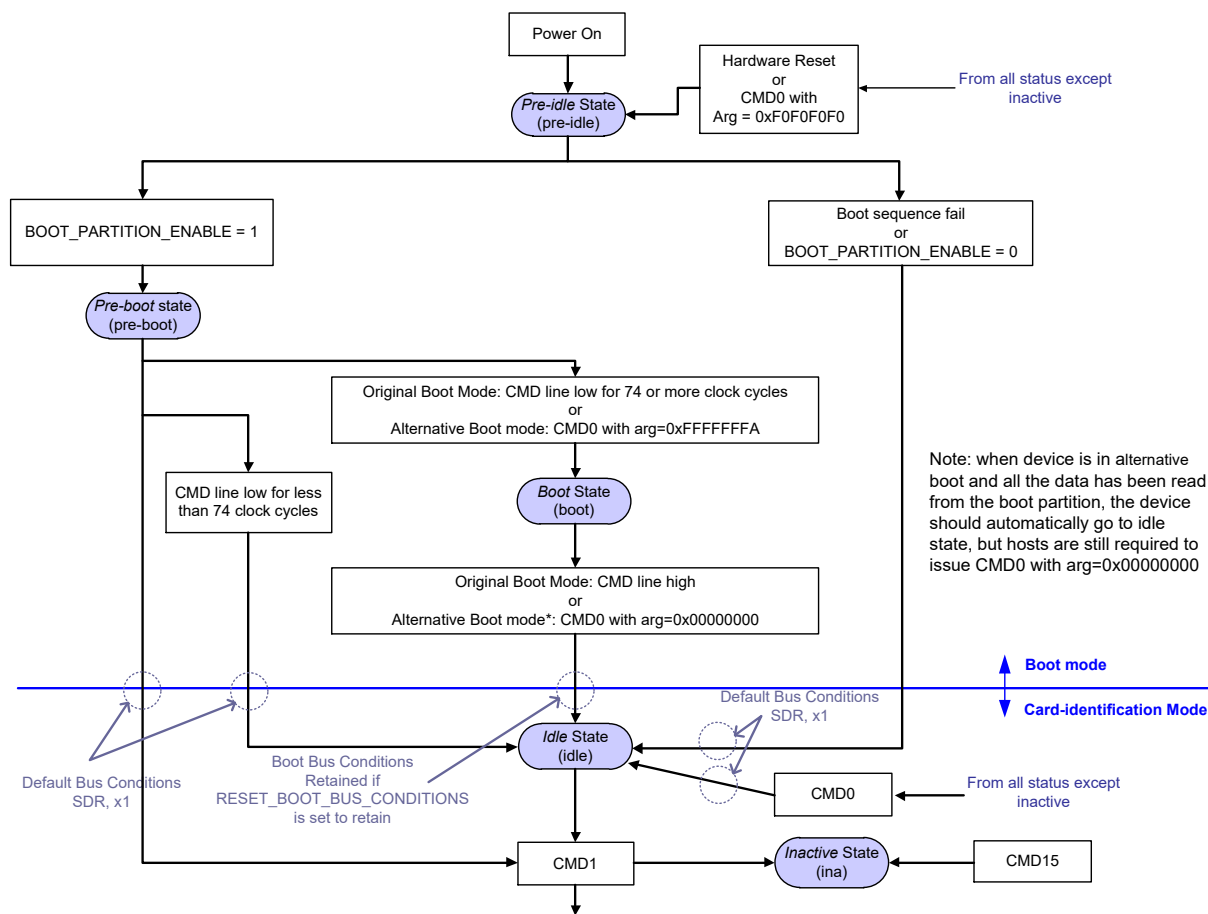 Power On
Hardware Reset
or
CMD0 with
Arg = 0xF0F0F0F0
From all status except
inactive
Pre-idle State
(pre-idle)
BOOT_PARTITION_ENABLE = 1
Boot sequence fail
or
BOOT_PARTITION_ENABLE = 0
Pre-boot state
(pre-boot)
Original Boot Mode: CMD line low for 74 or more clock cycles
or
Alternative Boot mode: CMD0 with arg=0xFFFFFFFA
CMD line low for less
than 74 clock cycles
Boot State
(boot)
Note: when device is in alternative
boot and all the data has been read
from the boot partition, the device
should automatically go to idle
state, but hosts are still required to
issue CMD0 with arg=0x00000000
Original Boot Mode: CMD line high
or
Alternative Boot mode*: CMD0 with arg=0x00000000
Boot mode
Card-identification Mode
Default Bus Conditions
SDR, x1
Idle State
(idle)
Default Bus Conditions
SDR, x1
Boot Bus Conditions
Retained if
RESET_BOOT_BUS_CONDITIONS
is set to retain
CMD0
From all status except
inactive
CMD1
Inactive State
(ina)
CMD15